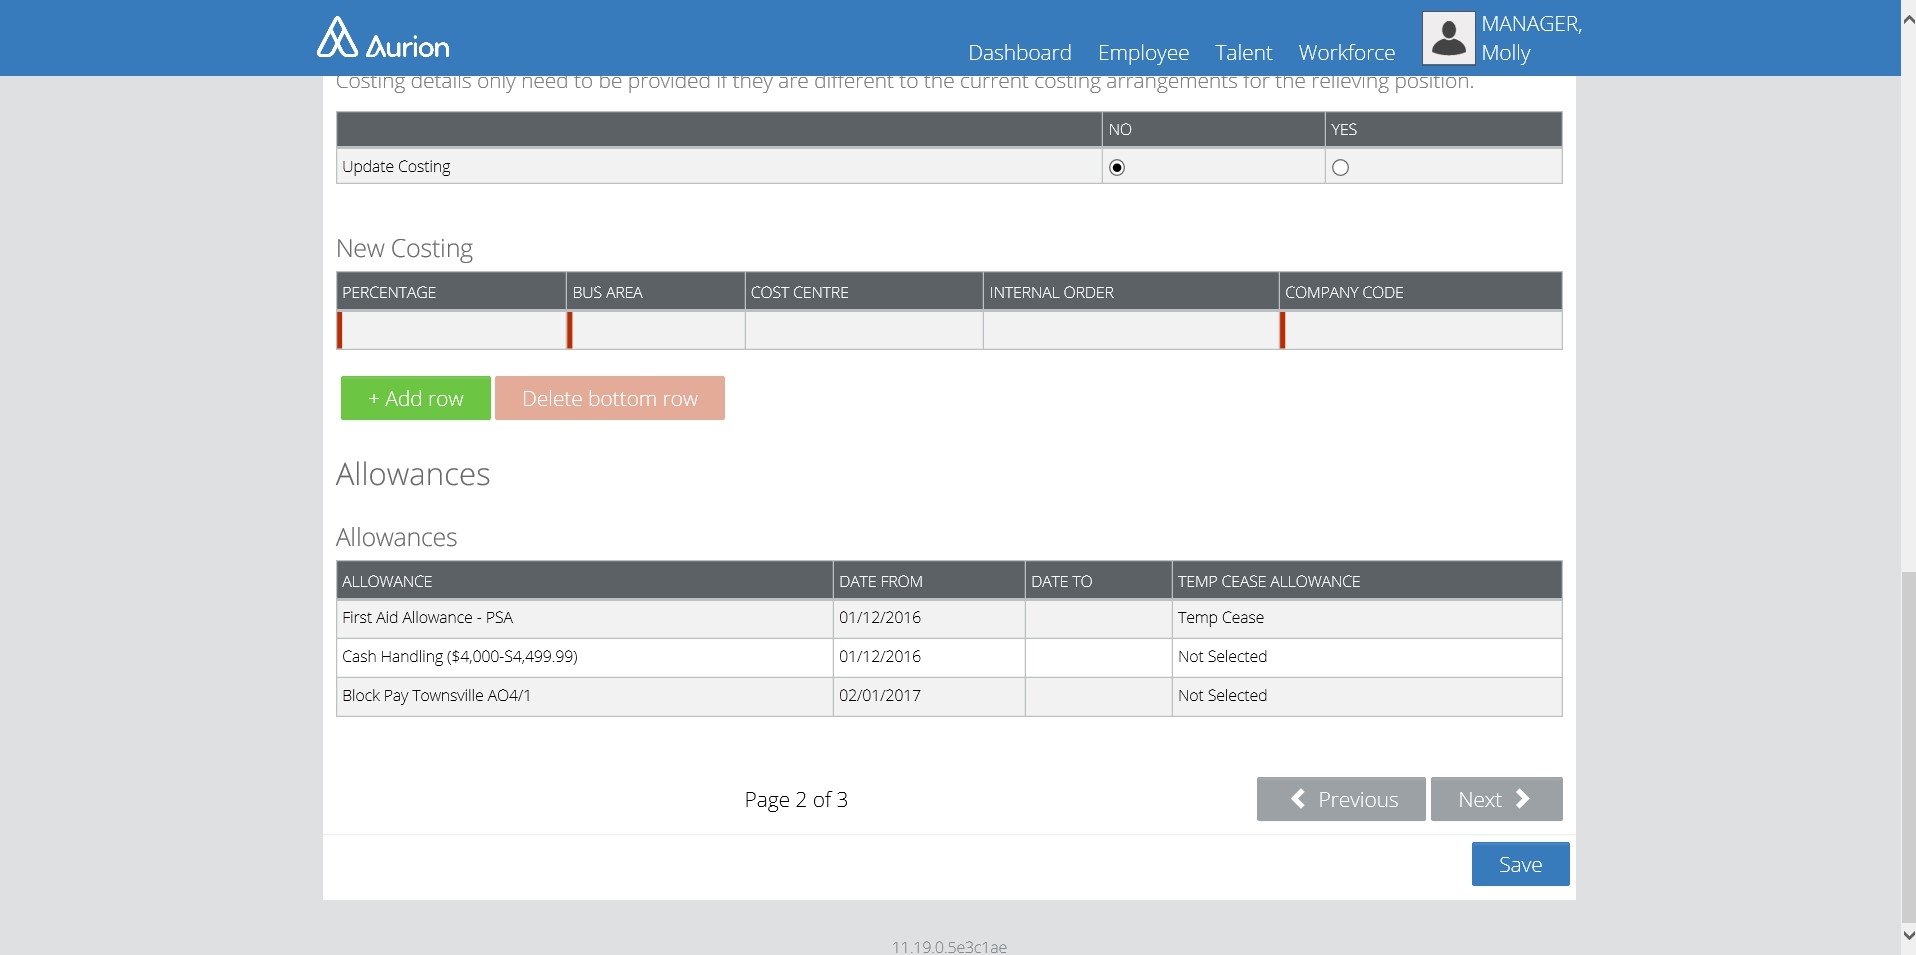 Aurion
Dashboard Employee Talent Workforce
MANAGER,
Molly
Costing details only need to be provided if they are different to the current costing arrangements for the relieving position.
NO YES
Update Costing
New Costing
PERCENTAGE BUS AREA COST CENTRE INTERNAL ORDER COMPANY CODE
+ Add row Delete bottom row
Allowances
Allowances
ALLOWANCE DATE FROM DATE TO TEMP CEASE ALLOWANCE
First Aid Allowance - PSA 01/12/2016 Temp Cease
Cash Handling ($4,000-S4,499.99) 01/12/2016 Not Selected
Block Pay Townsville AO4/1 02/01/2017 Not Selected
Page 2 of 3
Previous Next
Save
11.19.0.5e3c1ae